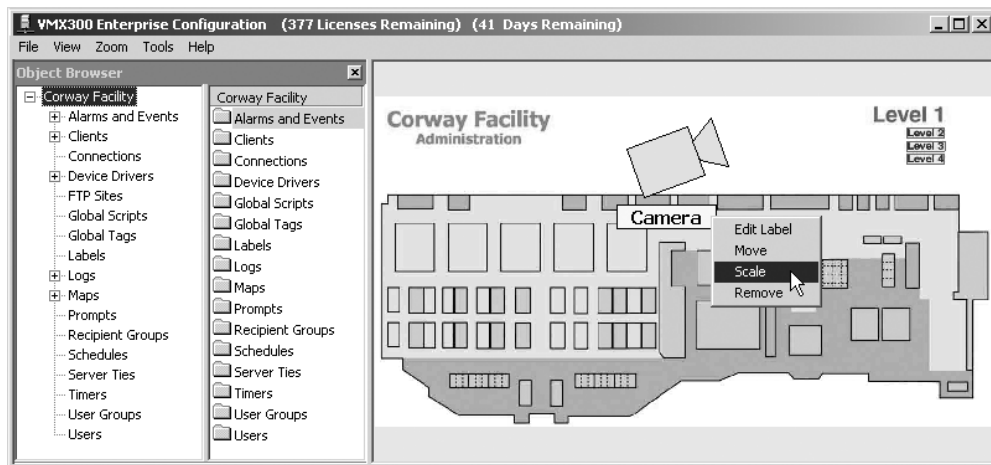 VMX300 Enterprise Configuration (377 Licenses Remaining) (41 Days Remaining)
File View Zoom Tools Help
Object Browser
Corway Facility
Alarms and Events
Clients
Connections
Device Drivers
FTP Sites
Global Scripts
Global Tags
Labels
Logs
Maps
Prompts
Recipient Groups
Schedules
Server Ties
Timers
User Groups
Users
Corway Facility
Alarms and Events
Clients
Connections
Device Drivers
Global Scripts
Global Tags
Labels
Logs
Maps
Prompts
Recipient Groups
Schedules
Server Ties
Timers
User Groups
Users
Corway Facility
Administration
Level 1
Level 2
Level 3
Level 4
Camera
Edit Label
Move
Scale
Remove